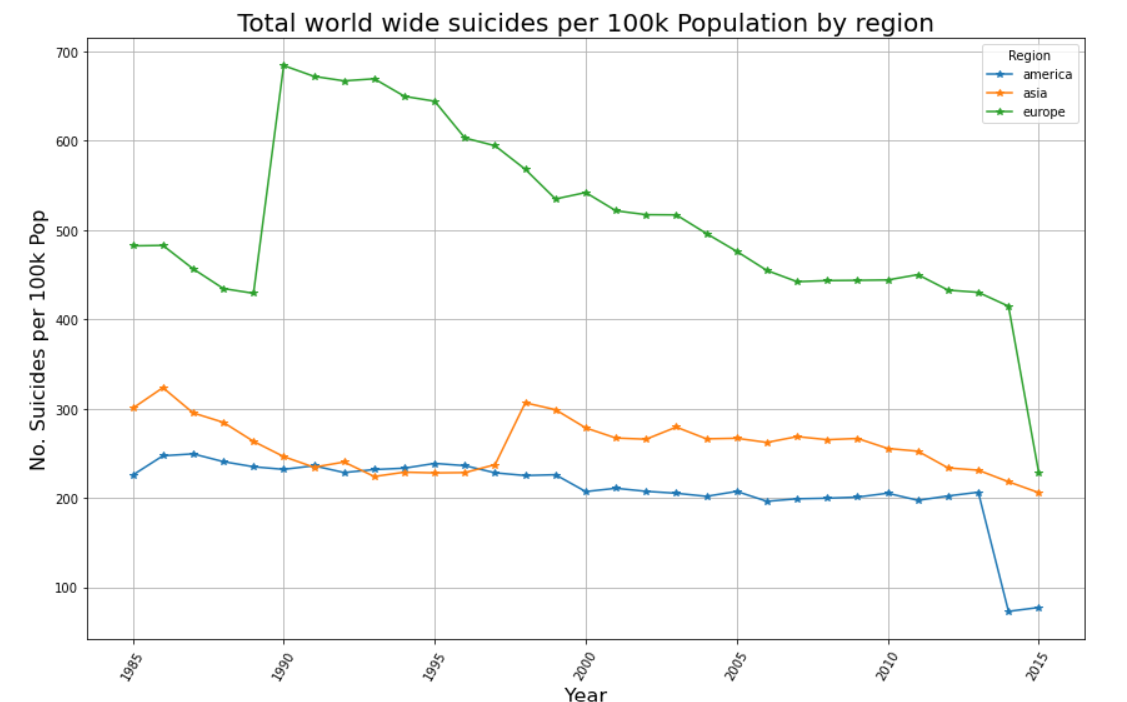 Total world wide suicides per 100k Population by region
Region
america
asia
europe
No. Suicides per 100k Pop
700
600
500
400
300
200
100
1985
1990
1995
2000
2005
2010
2015
Year